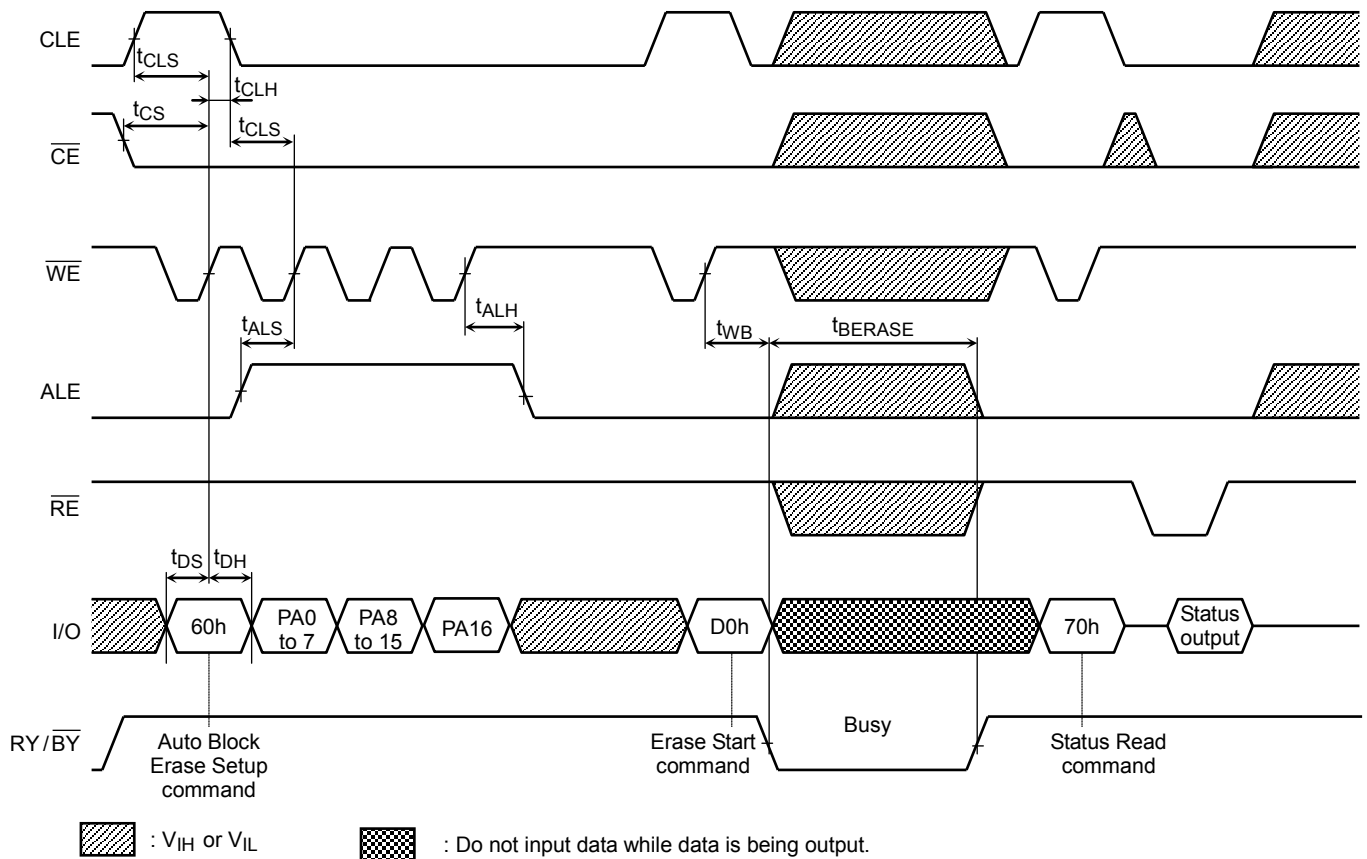 CLE
tCLS
tCLH
tCS
tCLS
CE
WE
tALS
tALH
tWB
tBERASE
ALE
RE
tDS
tDH
I/O
60h
PA0
to 7
PA8
to 15
PA16
D0h
70h
Status
output
RY/BY
Busy
Auto Block
Erase Setup
command
Erase Start
command
Status Read
command
: VIH or VIL
: Do not input data while data is being output.